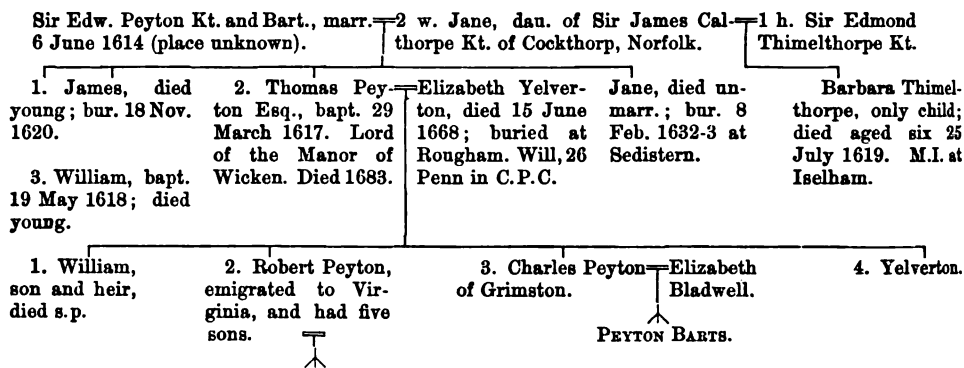 Sir Edw. Peyton Kt. and Bart., marr.
6 June 1614 (place unknown).
2 w. Jane, dau. of Sir James Cal-
thorpe Kt. of Cockthorp, Norfolk.
1 h. Sir Edmond
Thimelthorpe Kt.
1. James, died
young; bur. 18 Nov.
1620.
3. William, bapt.
19 May 1618; died
young.
2. Thomas Pey-
ton Esq., bapt. 29
March 1617. Lord
of the Manor of
Wicken. Died 1683.
Elizabeth Yelver-
ton, died 15 June
1668; buried at
Rougham. Will, 26
Penn in C.P.C.
Jane, died un-
marr.; bur. 8
Feb. 1632-3 at
Sedistern.
Barbara Thimel-
thorpe, only child;
died aged six 25
July 1619. M.I. at
Iselham.
1. William,
son and heir,
died s.p.
2. Robert Peyton,
emigrated to Vir-
ginia, and had five
sons.
3. Charles Peyton
of Grimston.
Elizabeth
Bladwell.
PEYTON BARTS.
4. Yelverton.